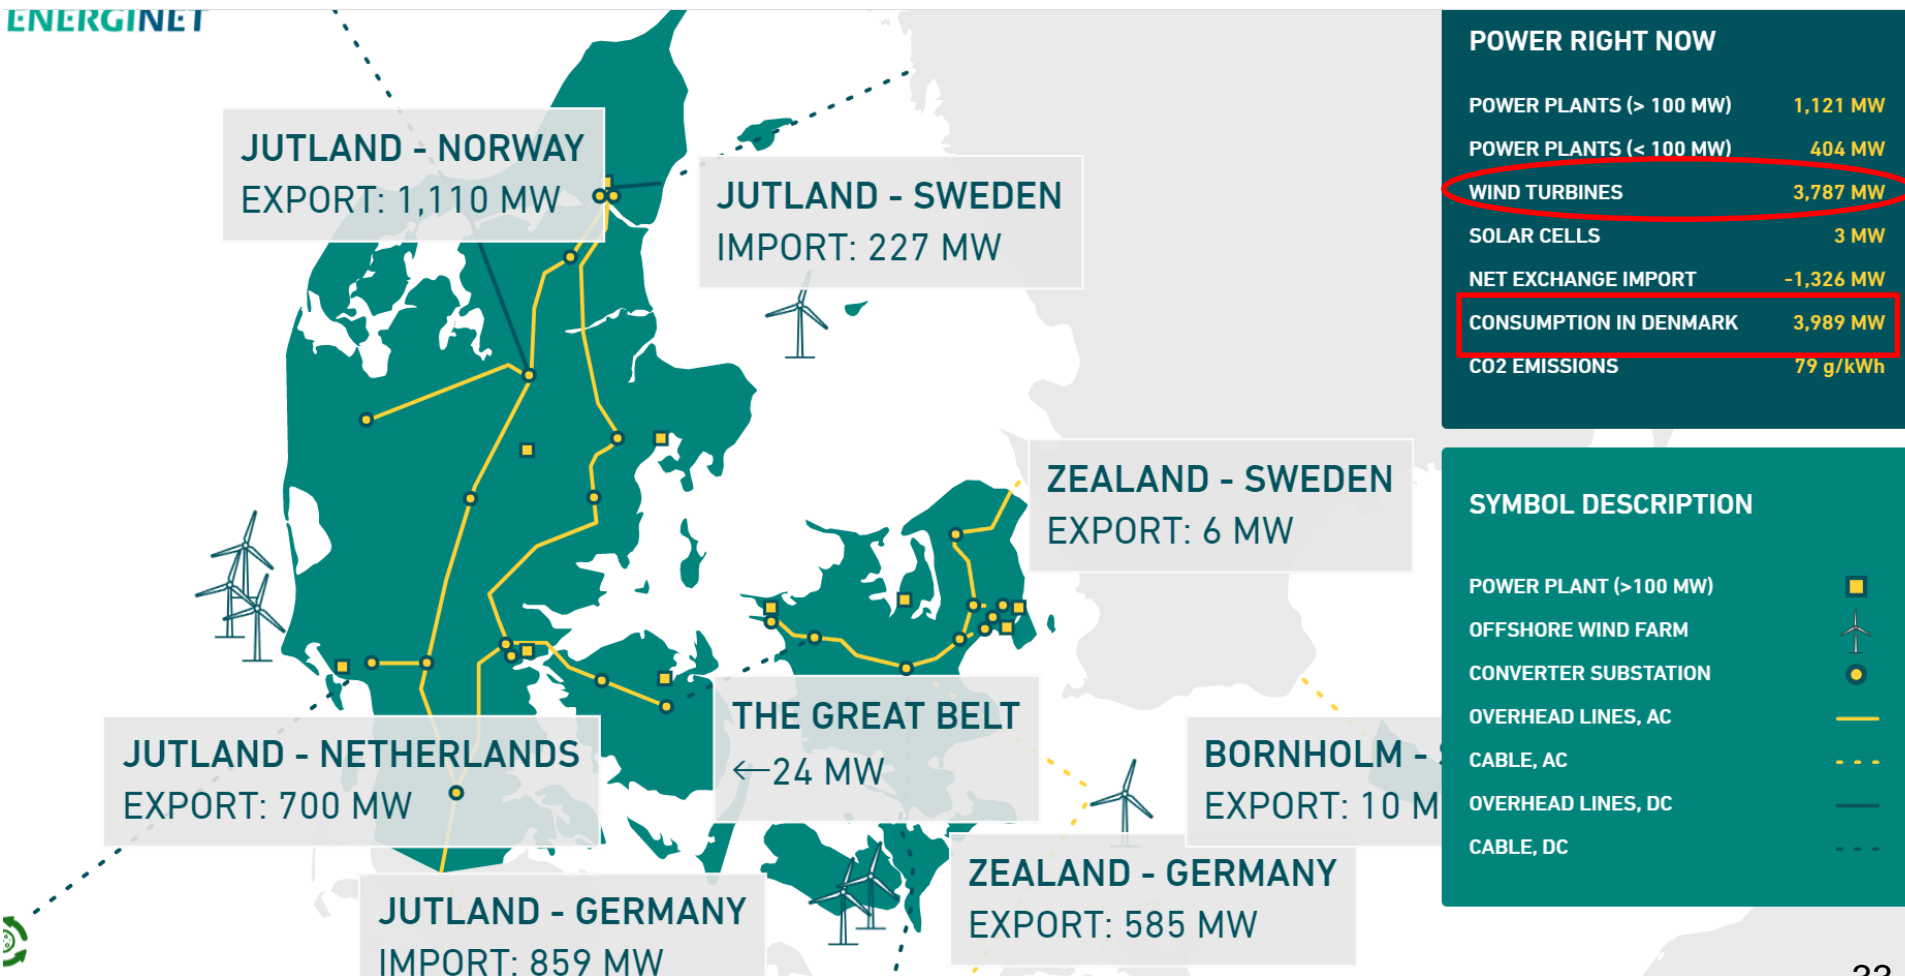 ENERGINET
JUTLAND - NORWAY
EXPORT: 1,110 MW
JUTLAND - SWEDEN
IMPORT: 227 MW
ZEALAND - SWEDEN
EXPORT: 6 MW
JUTLAND - NETHERLANDS
EXPORT: 700 MW
THE GREAT BELT
←24 MW
BORNHOLM -
EXPORT: 10 M
JUTLAND - GERMANY
IMPORT: 859 MW
ZEALAND - GERMANY
EXPORT: 585 MW
POWER RIGHT NOW
POWER PLANTS (> 100 MW) 1,121 MW
POWER PLANTS (< 100 MW) 404 MW
WIND TURBINES 3,787 MW
SOLAR CELLS 3 MW
NET EXCHANGE IMPORT -1,326 MW
CONSUMPTION IN DENMARK 3,989 MW
CO2 EMISSIONS 79 g/kWh
SYMBOL DESCRIPTION
POWER PLANT (>100 MW)
OFFSHORE WIND FARM
CONVERTER SUBSTATION
OVERHEAD LINES, AC
CABLE, AC
OVERHEAD LINES, DC
CABLE, DC